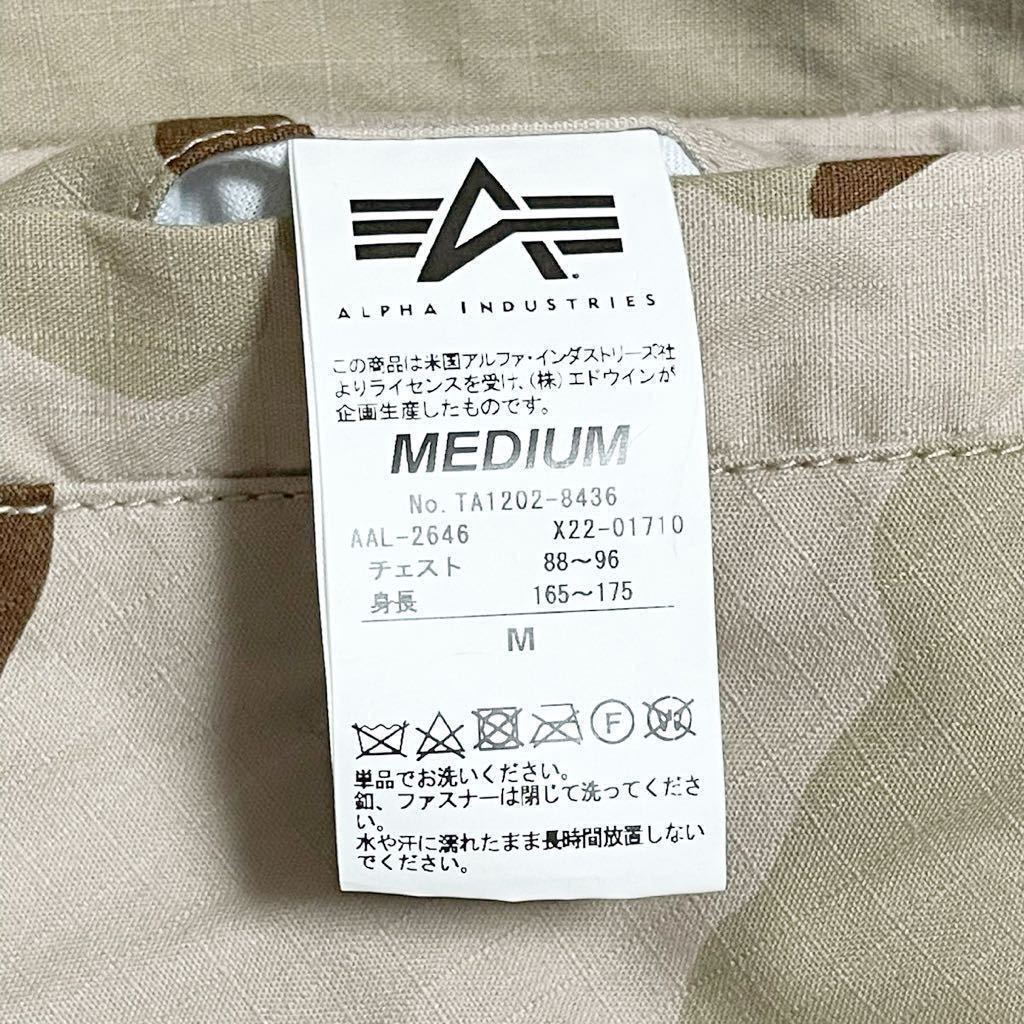 ALPHA INDUSTRIES
この商品は米国アルファ・インダストリーズ社
よりライセンスを受け、(株)エドウインが
企画生産したものです。
MEDIUM
No. TA1202-8436
AAL-2646 X22-01710
チェスト 88～96
身長 165～175
M
F
W
単品でお洗いください。
釦、ファスナーは閉じて洗ってくださ
い。
水や汗に濡れたまま長時間放置しない
でください。